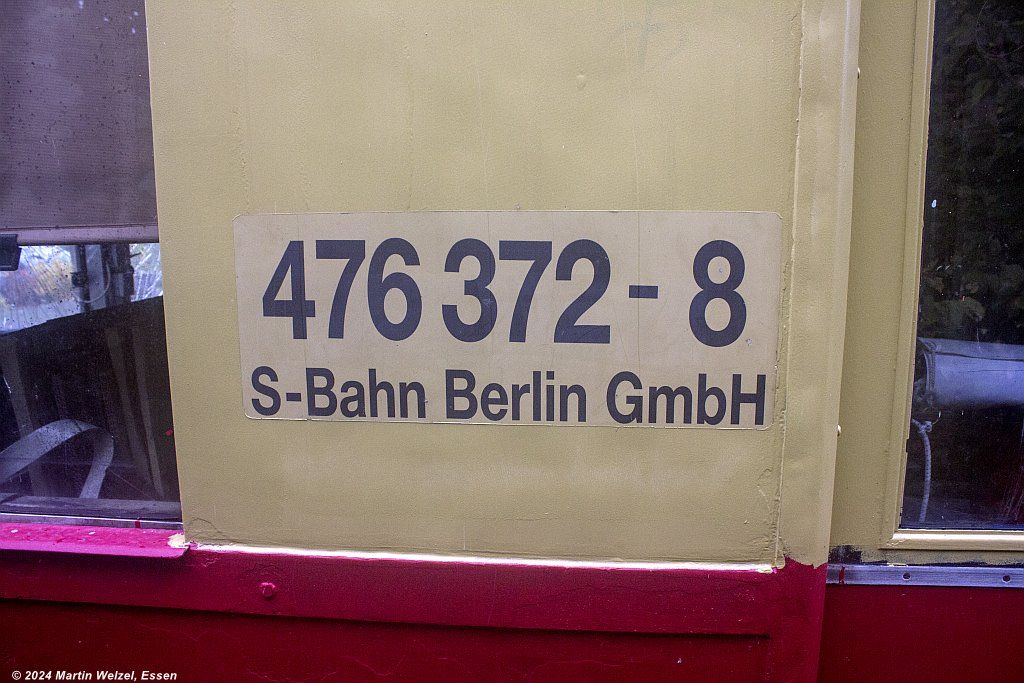 476 372 - 8
S-Bahn Berlin GmbH
© 2024 Martin Welzel, Essen